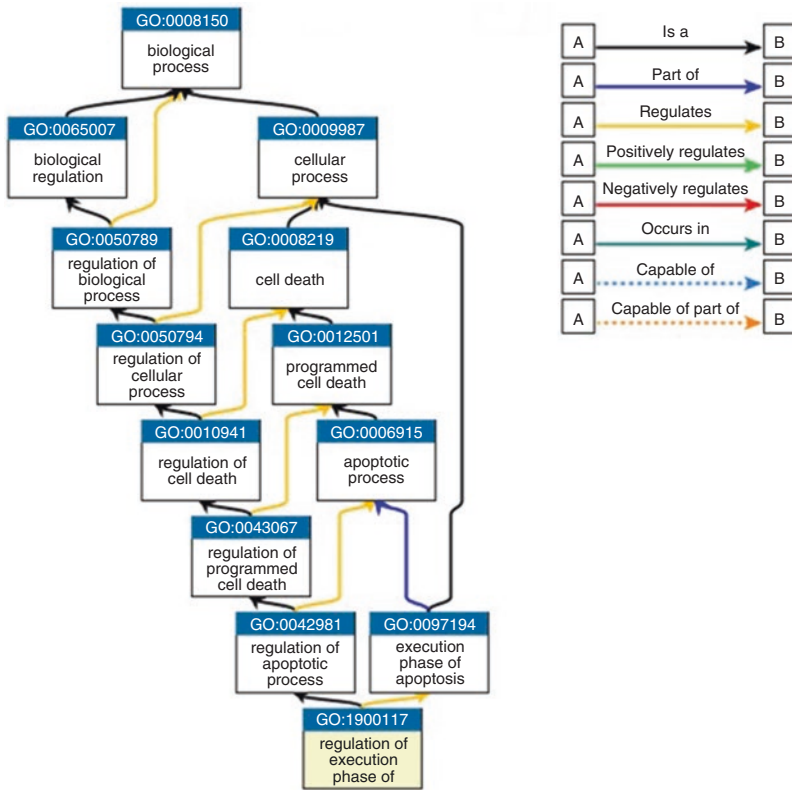 GO:0008150
biological
process
GO:0065007
biological
regulation
GO:0009987
cellular
process
GO:0050789
regulation of
biological
process
GO:0008219
cell death
GO:0050794
regulation of
cellular
process
GO:0012501
programmed
cell death
GO:0010941
regulation of
cell death
GO:0006915
apoptotic
process
GO:0043067
regulation of
programmed
cell death
GO:0042981
regulation of
apoptotic
process
GO:0097194
execution
phase of
apoptosis
GO:1900117
regulation of
execution
phase of
A Is a B
A Part of B
A Regulates B
A Positively regulates B
A Negatively regulates B
A Occurs in B
A Capable of B
A Capable of part of B